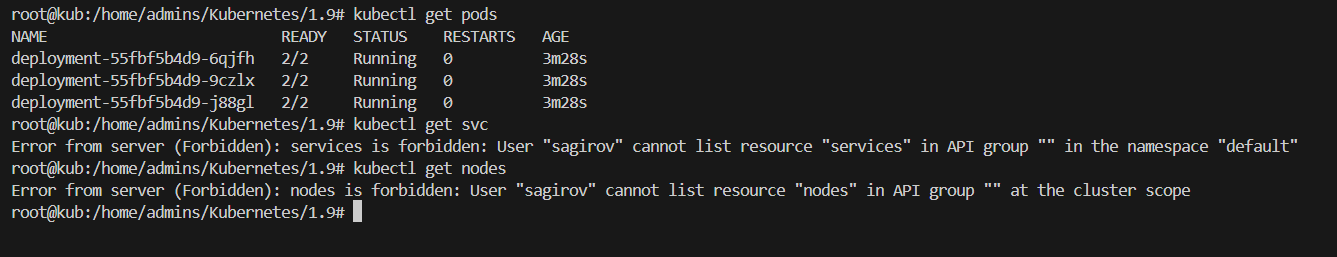 root@kub:/home/admins/Kubernetes/1.9# kubectl get pods
NAME                          READY   STATUS    RESTARTS   AGE
deployment-55fbf5b4d9-6qjfh   2/2     Running   0          3m28s
deployment-55fbf5b4d9-9czlx   2/2     Running   0          3m28s
deployment-55fbf5b4d9-j88gl   2/2     Running   0          3m28s
root@kub:/home/admins/Kubernetes/1.9# kubectl get svc
Error from server (Forbidden): services is forbidden: User "sagirov" cannot list resource "services" in API group "" in the namespace "default"
root@kub:/home/admins/Kubernetes/1.9# kubectl get nodes
Error from server (Forbidden): nodes is forbidden: User "sagirov" cannot list resource "nodes" in API group "" at the cluster scope
root@kub:/home/admins/Kubernetes/1.9#